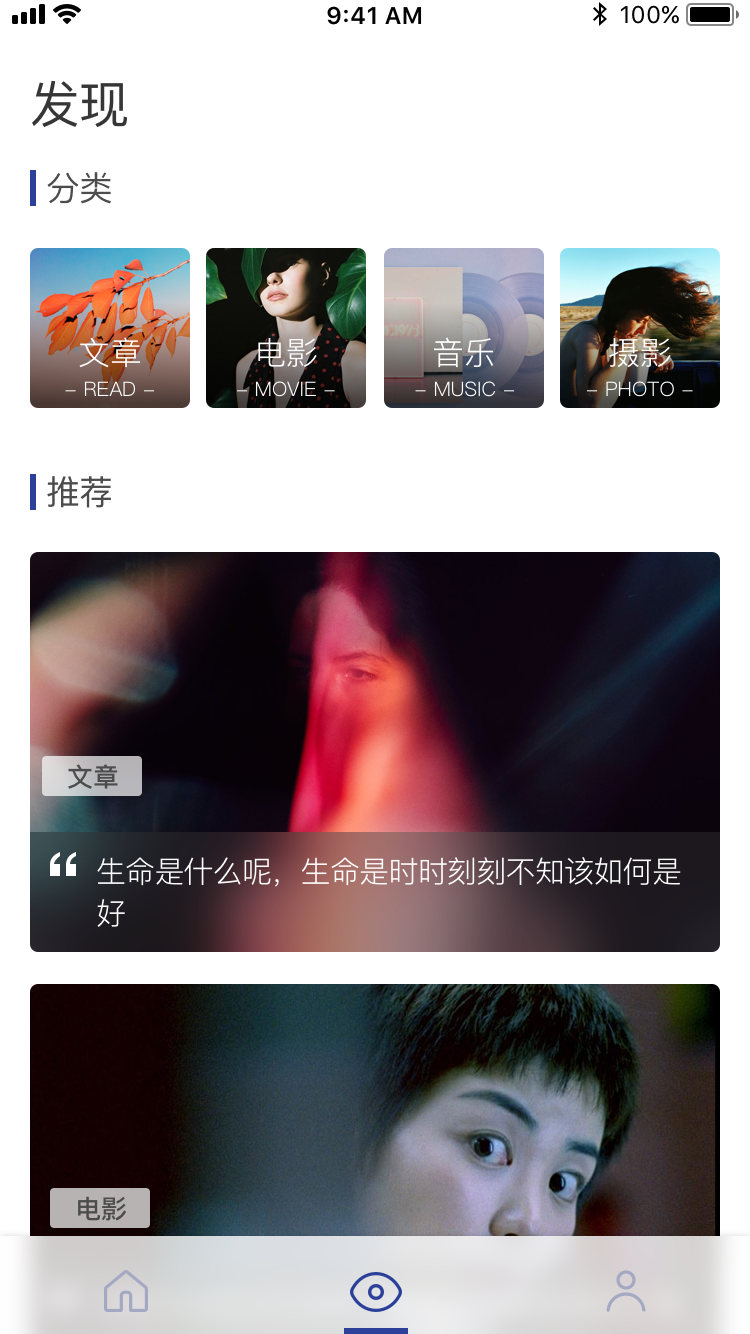 9:41 AM
100%
发现
分类
文章
– READ –
电影
– MOVIE –
音乐
– MUSIC –
摄影
– PHOTO –
推荐
文章
“ 生命是什么呢，生命是时时刻刻不知该如何是
好
电影